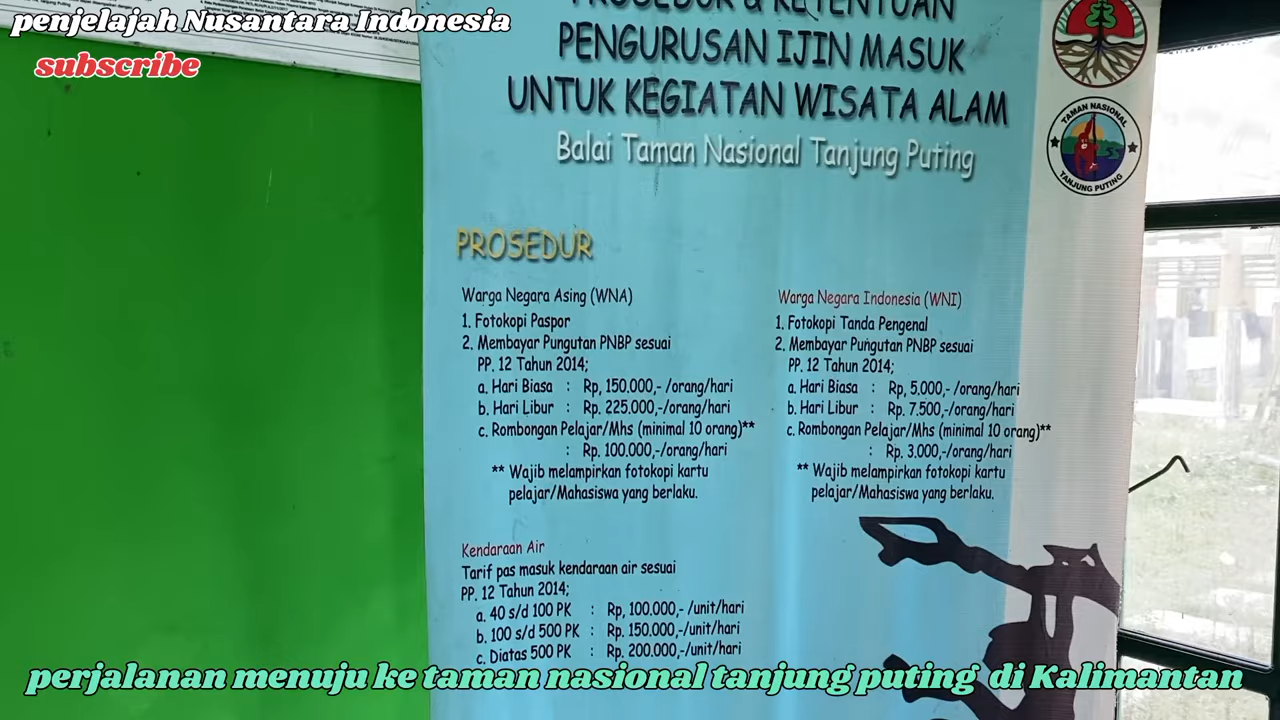 penjelajah Nusantara Indonesia
subscribe
PROSEDUR & KETENTUAN
PENGURUSAN IJIN MASUK
UNTUK KEGIATAN WISATA ALAM
Balai Taman Nasional Tanjung Puting
TAMAN NASIONAL
TANJUNG PUTING
PROSEDUR
Warga Negara Asing (WNA)
1. Fotokopi Paspor
2. Membayar Pungutan PNBP sesuai
PP. 12 Tahun 2014;
a. Hari Biasa : Rp, 150.000,- /orang/hari
b. Hari Libur : Rp. 225.000,-/orang/hari
c. Rombongan Pelajar/Mhs (minimal 10 orang)**
: Rp. 100.000,-/orang/hari
** Wajib melampirkan fotokopi kartu
pelajar/Mahasiswa yang berlaku.
Warga Negara Indonesia (WNI)
1. Fotokopi Tanda Pengenal
2. Membayar Pungutan PNBP sesuai
PP. 12 Tahun 2014;
a. Hari Biasa : Rp, 5.000,- /orang/hari
b. Hari Libur : Rp. 7.500,-/orang/hari
c. Rombongan Pelajar/Mhs (minimal 10 orang)**
: Rp. 3.000,-/orang/hari
** Wajib melampirkan fotokopi kartu
pelajar/Mahasiswa yang berlaku.
Kendaraan Air
Tarif pas masuk kendaraan air sesuai
PP. 12 Tahun 2014;
a. 40 s/d 100 PK : Rp, 100.000,- /unit/hari
b. 100 s/d 500 PK : Rp. 150.000,-/unit/hari
c. Diatas 500 PK : Rp. 200.000,-/unit/hari
perjalanan menuju ke taman nasional tanjung puting di Kalimantan